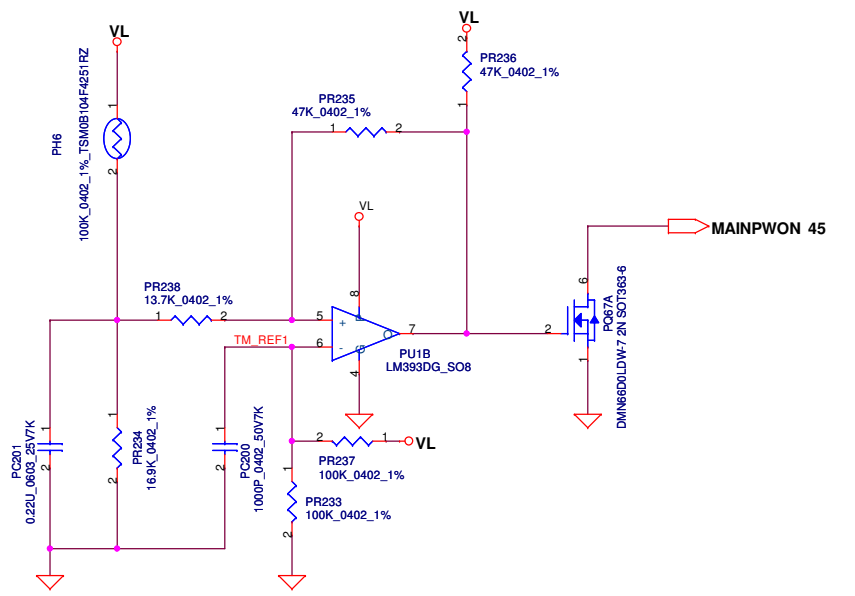 VL
1
PH6
100K_0402_1%_TSM0B104F4251RZ
2
VL
2
PR236
47K_0402_1%
1
PR235
47K_0402_1%
1
2
VL
8
PR238
13.7K_0402_1%
1
2
5
+
P
O
7
TM_REF1
6
-
G
4
PU1B
LM393DG_SO8
MAINPWON 45
6
2
1
PQ67A
DMN66D0LDW-7 2N SOT363-6
1
PC201
0.22U_0603_25V7K
2
1
PR234
16.9K_0402_1%
2
1
PC200
1000P_0402_50V7K
2
2
1
VL
PR237
100K_0402_1%
1
PR233
100K_0402_1%
2